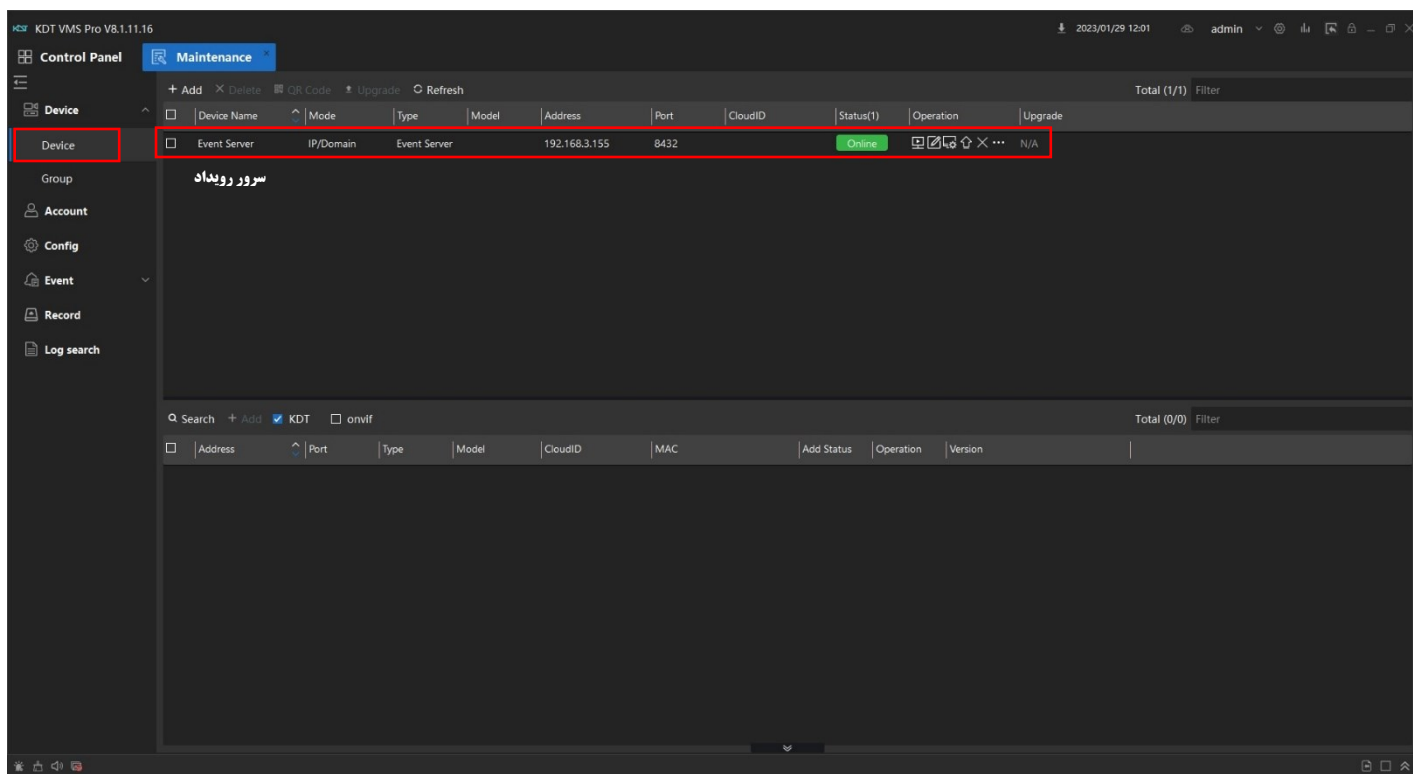 KDT KDT VMS Pro V8.1.11.16
2023/01/29 12:01 admin
Control Panel Maintenance
+ Add Delete QR Code Upgrade Refresh Total (1/1) Filter
Device
Device Name Mode Type Model Address Port CloudID Status(1) Operation Upgrade
Device
Event Server IP/Domain Event Server 192.168.3.155 8432 Online N/A
سرور رویداد
Group
Account
Config
Event
Record
Log search
Search + Add KDT onvif Total (0/0) Filter
Address Port Type Model CloudID MAC Add Status Operation Version